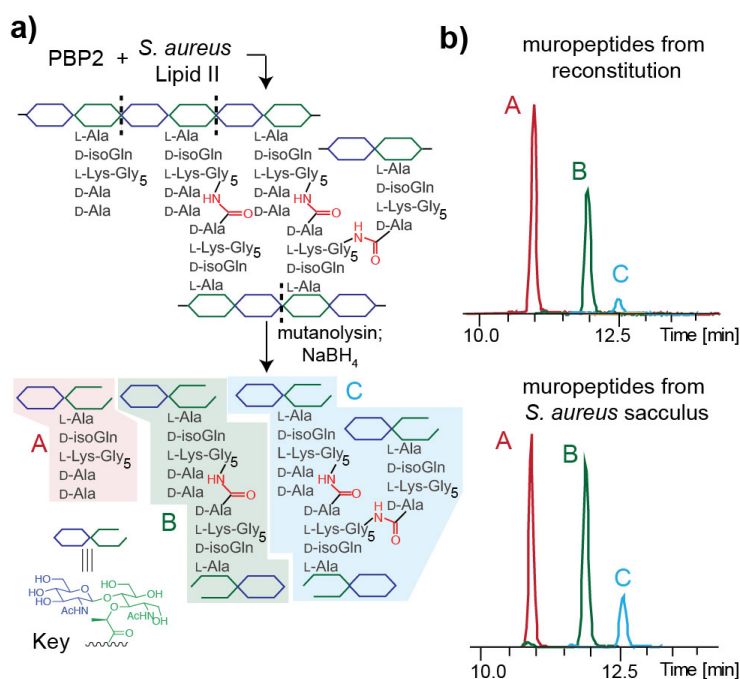 a)
PBP2 + S. aureus
Lipid II
L-Ala
D-isoGln
L-Lys-Gly5
D-Ala
D-Ala
L-Ala
D-isoGln
L-Lys-Gly5
D-Ala
D-Ala
HN
O
D-Ala
L-Lys-Gly5
D-isoGln
L-Ala
L-Ala
D-isoGln
L-Lys-Gly5
D-Ala
D-Ala
HN
O
D-Ala
L-Lys-Gly5
D-isoGln
L-Ala
L-Ala
D-isoGln
L-Lys-Gly5
D-Ala
H
N
O
mutanolysin;
NaBH4
A
L-Ala
D-isoGln
L-Lys-Gly5
D-Ala
D-Ala
B
L-Ala
D-isoGln
L-Lys-Gly5
D-Ala
D-Ala
HN
O
D-Ala
L-Lys-Gly5
D-isoGln
L-Ala
C
L-Ala
D-isoGln
L-Lys-Gly5
D-Ala
D-Ala
HN
O
D-Ala
L-Lys-Gly5
D-isoGln
L-Ala
L-Ala
D-isoGln
L-Lys-Gly5
D-Ala
H
N
O
HO
HO
AcHN
O
HO
O
O
AcHN
OH
OH
O
Key
b)
muropeptides from
reconstitution
A
B
C
10.0 12.5 Time [min]
muropeptides from
S. aureus sacculus
A
B
C
10.0 12.5 Time [min]